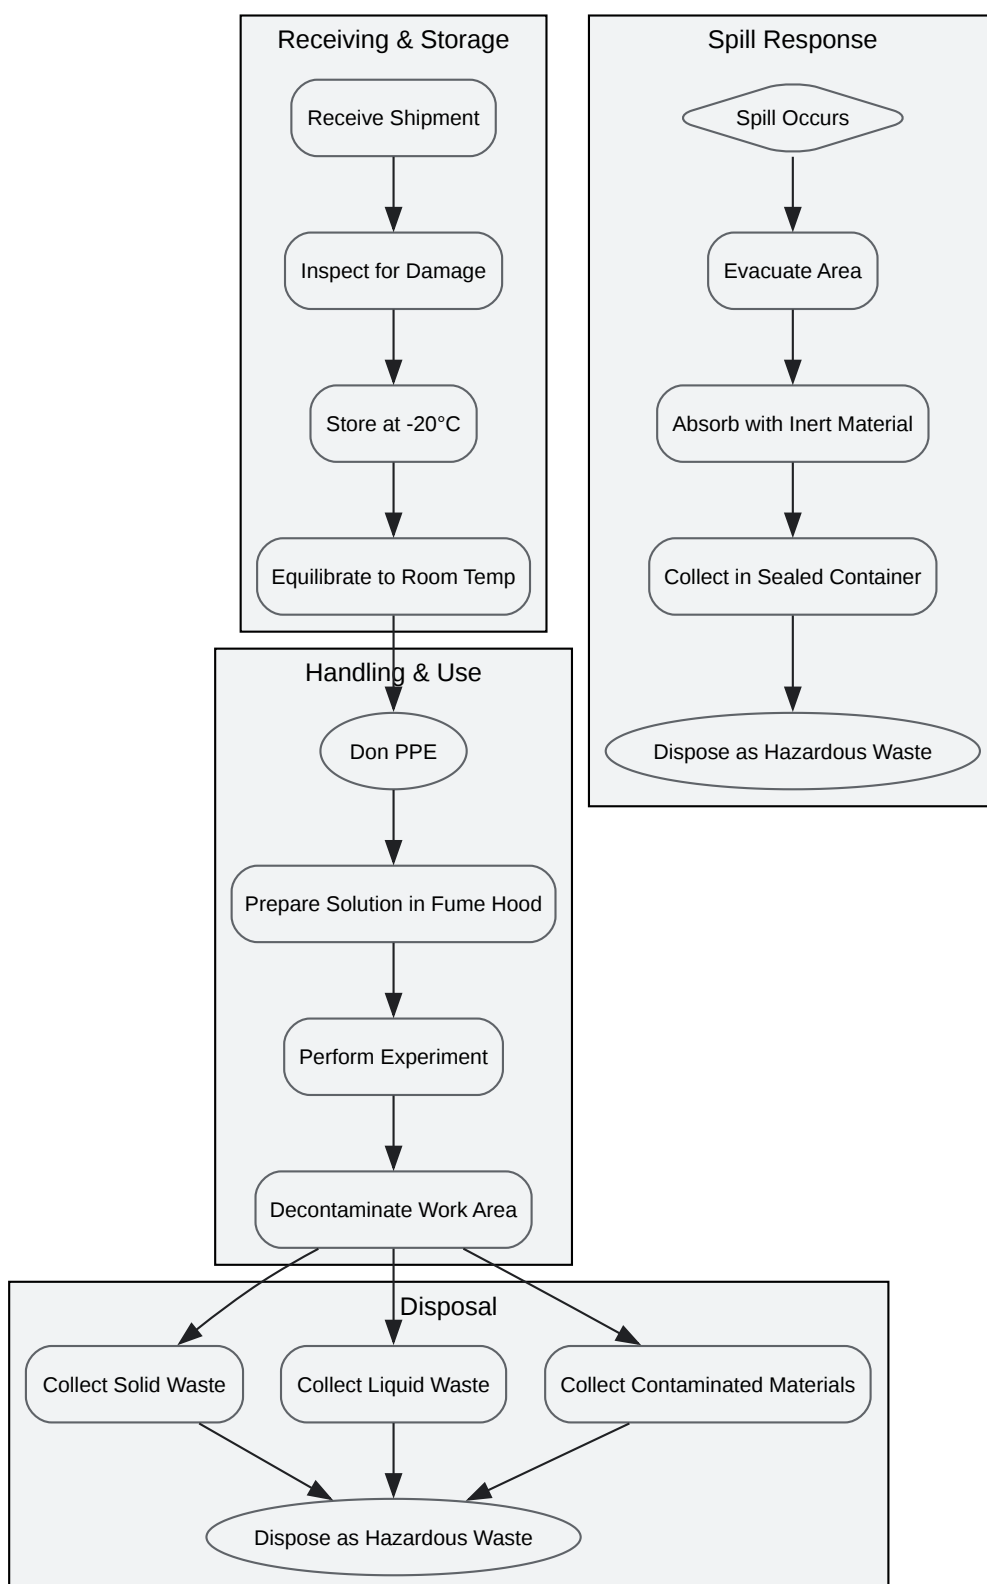 Receiving & Storage
Receive Shipment
Inspect for Damage
Store at -20°C
Equilibrate to Room Temp
Spill Response
Spill Occurs
Evacuate Area
Absorb with Inert Material
Collect in Sealed Container
Dispose as Hazardous Waste
Handling & Use
Don PPE
Prepare Solution in Fume Hood
Perform Experiment
Decontaminate Work Area
Disposal
Collect Solid Waste
Collect Liquid Waste
Collect Contaminated Materials
Dispose as Hazardous Waste